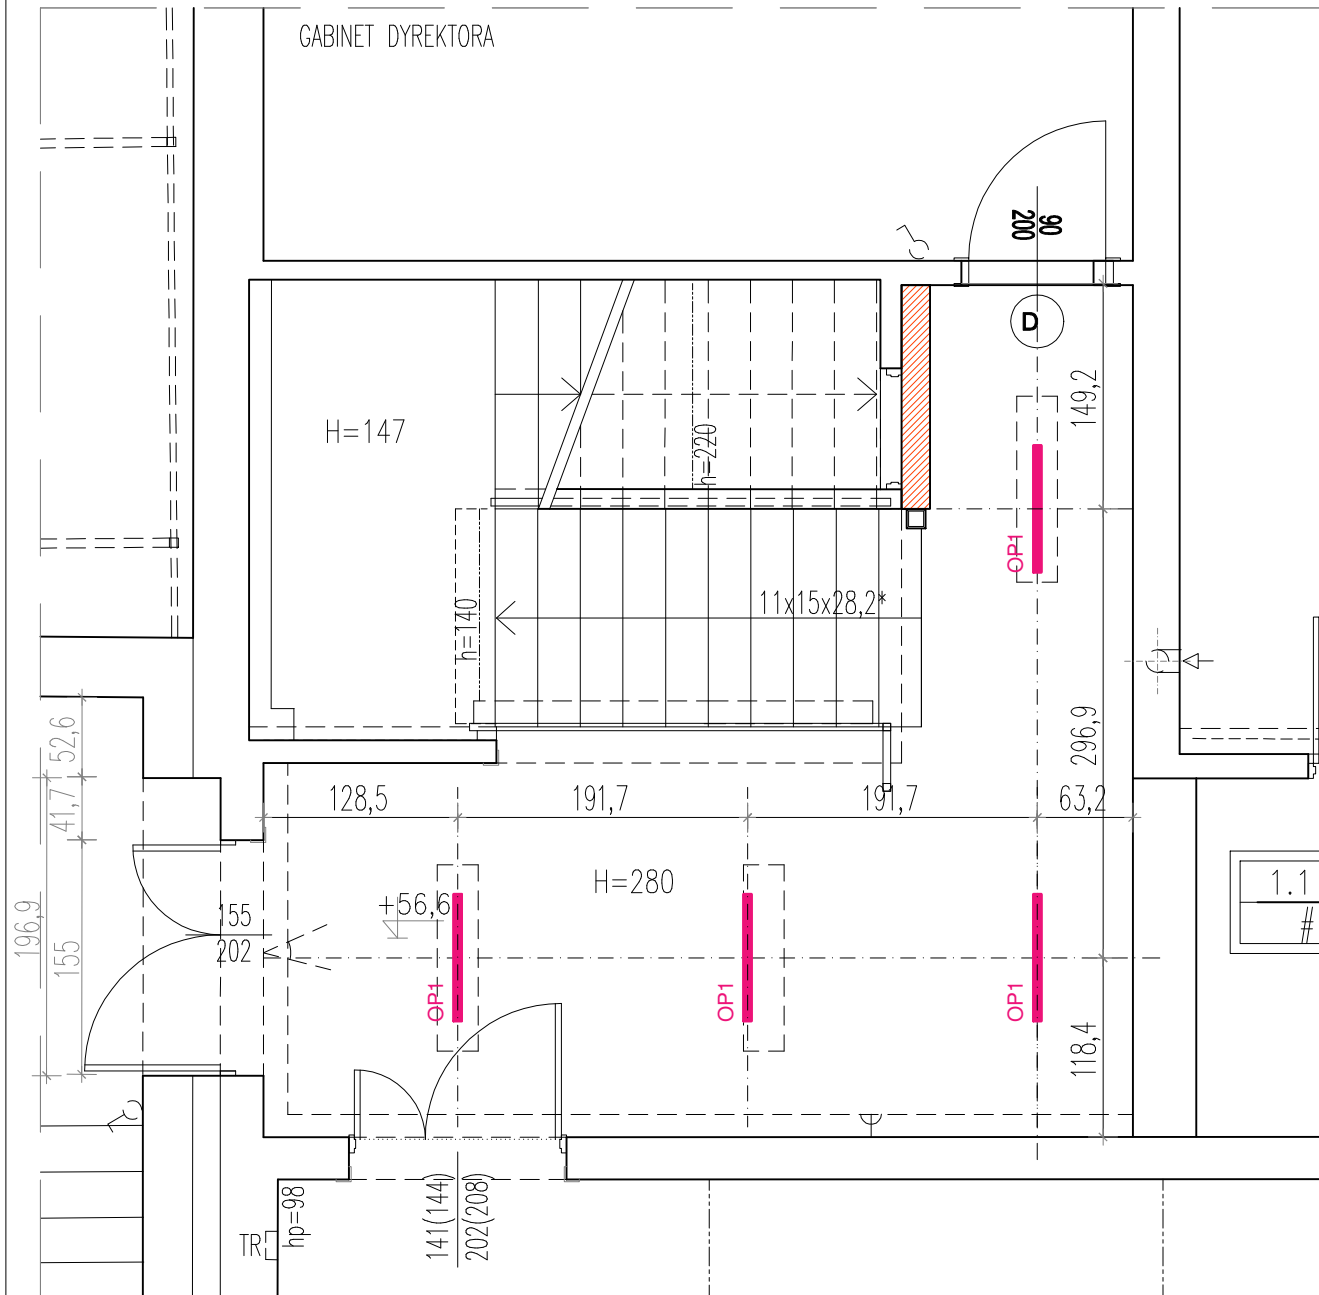 GABINET DYREKTORA
90
200
D
149,2
H=147
h=220
OP1
11x15x28,2*
h=140
52,6
41,7
296,9
128,5
191,7
191,7
63,2
H=280
1.1
+56,6
155
202
196,9
155
OP1
OP1
OP1
118,4
hp=98
TR
141(144)
202(208)